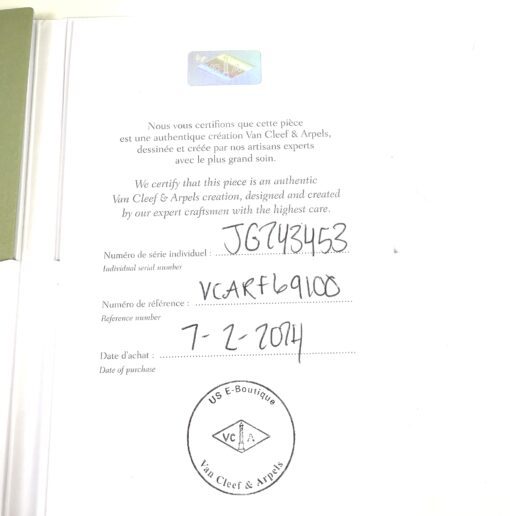 Nous vous certifions que cette pièce
est une authentique création Van Cleef & Arpels,
dessinée et créée par nos artisans experts
avec le plus grand soin.
We certify that this piece is an authentic
Van Cleef & Arpels creation, designed and created
by our expert craftsmen with the highest care.
Numéro de série individuel : JG743453
Individual serial number
Numéro de référence : VCARF69100
Reference number
Date d'achat : 7-2-2024
Date of purchase
US E-Boutique
VC A
Van Cleef & Arpels